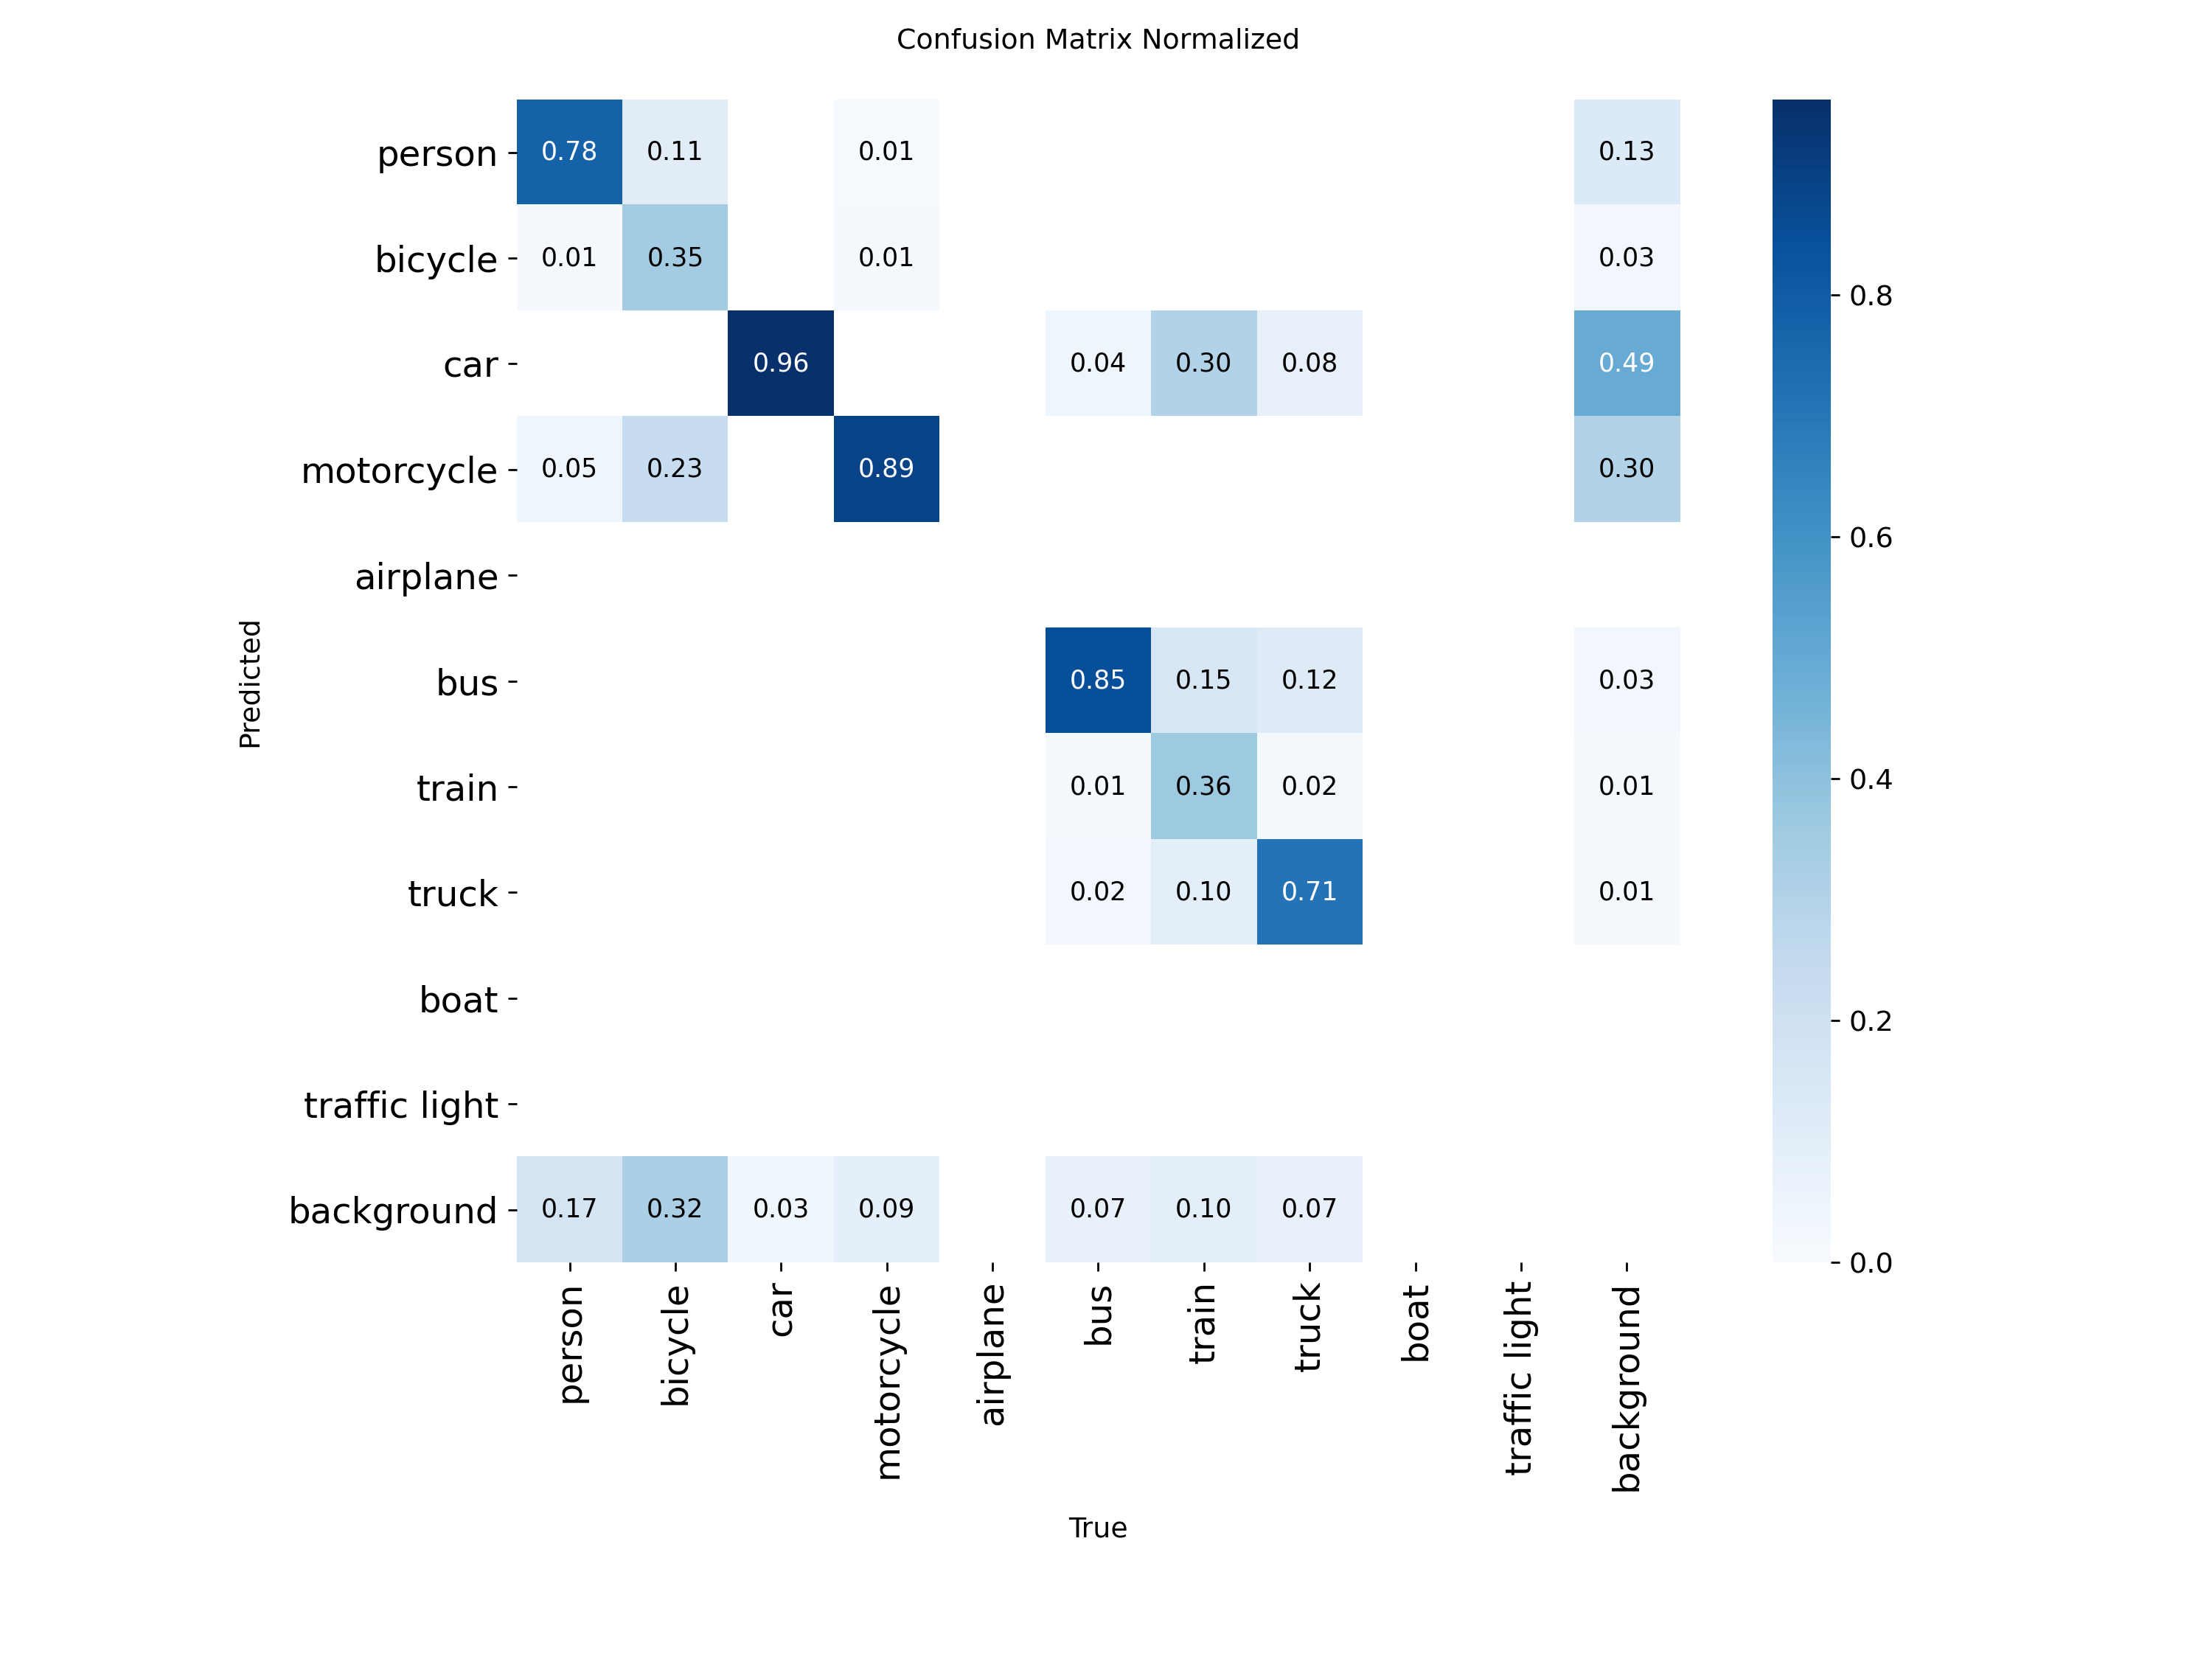 Confusion Matrix Normalized
person 0.78 0.11 0.01 0.13
bicycle 0.01 0.35 0.01 0.03
0.8
car 0.96 0.04 0.30 0.08 0.49
motorcycle 0.05 0.23 0.89 0.30
0.6
airplane
Predicted
bus 0.85 0.15 0.12 0.03
train 0.01 0.36 0.02 0.01
0.4
truck 0.02 0.10 0.71 0.01
boat
0.2
traffic light
background 0.17 0.32 0.03 0.09 0.07 0.10 0.07
0.0
person bicycle car motorcycle airplane bus train truck boat traffic light background
True